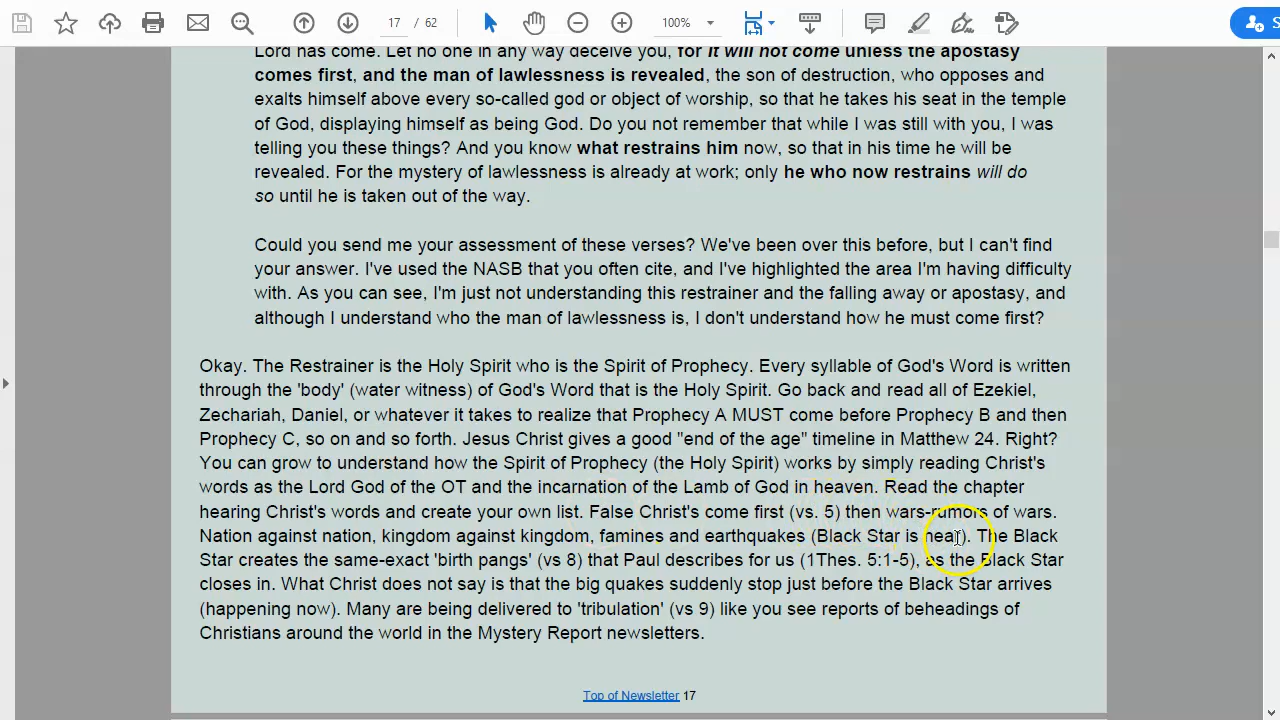 17 / 62
100%
S
Lord has come. Let no one in any way deceive you, for it will not come unless the apostasy
comes first, and the man of lawlessness is revealed, the son of destruction, who opposes and
exalts himself above every so-called god or object of worship, so that he takes his seat in the temple
of God, displaying himself as being God. Do you not remember that while I was still with you, I was
telling you these things? And you know what restrains him now, so that in his time he will be
revealed. For the mystery of lawlessness is already at work; only he who now restrains will do
so until he is taken out of the way.
Could you send me your assessment of these verses? We've been over this before, but I can't find
your answer. I've used the NASB that you often cite, and I've highlighted the area I'm having difficulty
with. As you can see, I'm just not understanding this restrainer and the falling away or apostasy, and
although I understand who the man of lawlessness is, I don't understand how he must come first?
Okay. The Restrainer is the Holy Spirit who is the Spirit of Prophecy. Every syllable of God's Word is written
through the 'body' (water witness) of God's Word that is the Holy Spirit. Go back and read all of Ezekiel,
Zechariah, Daniel, or whatever it takes to realize that Prophecy A MUST come before Prophecy B and then
Prophecy C, so on and so forth. Jesus Christ gives a good "end of the age" timeline in Matthew 24. Right?
You can grow to understand how the Spirit of Prophecy (the Holy Spirit) works by simply reading Christ's
words as the Lord God of the OT and the incarnation of the Lamb of God in heaven. Read the chapter
hearing Christ's words and create your own list. False Christ's come first (vs. 5) then wars-rumors of wars.
Nation against nation, kingdom against kingdom, famines and earthquakes (Black Star is near). The Black
Star creates the same-exact 'birth pangs' (vs 8) that Paul describes for us (1Thes. 5:1-5), as the Black Star
closes in. What Christ does not say is that the big quakes suddenly stop just before the Black Star arrives
(happening now). Many are being delivered to 'tribulation' (vs 9) like you see reports of beheadings of
Christians around the world in the Mystery Report newsletters.
Top of Newsletter 17